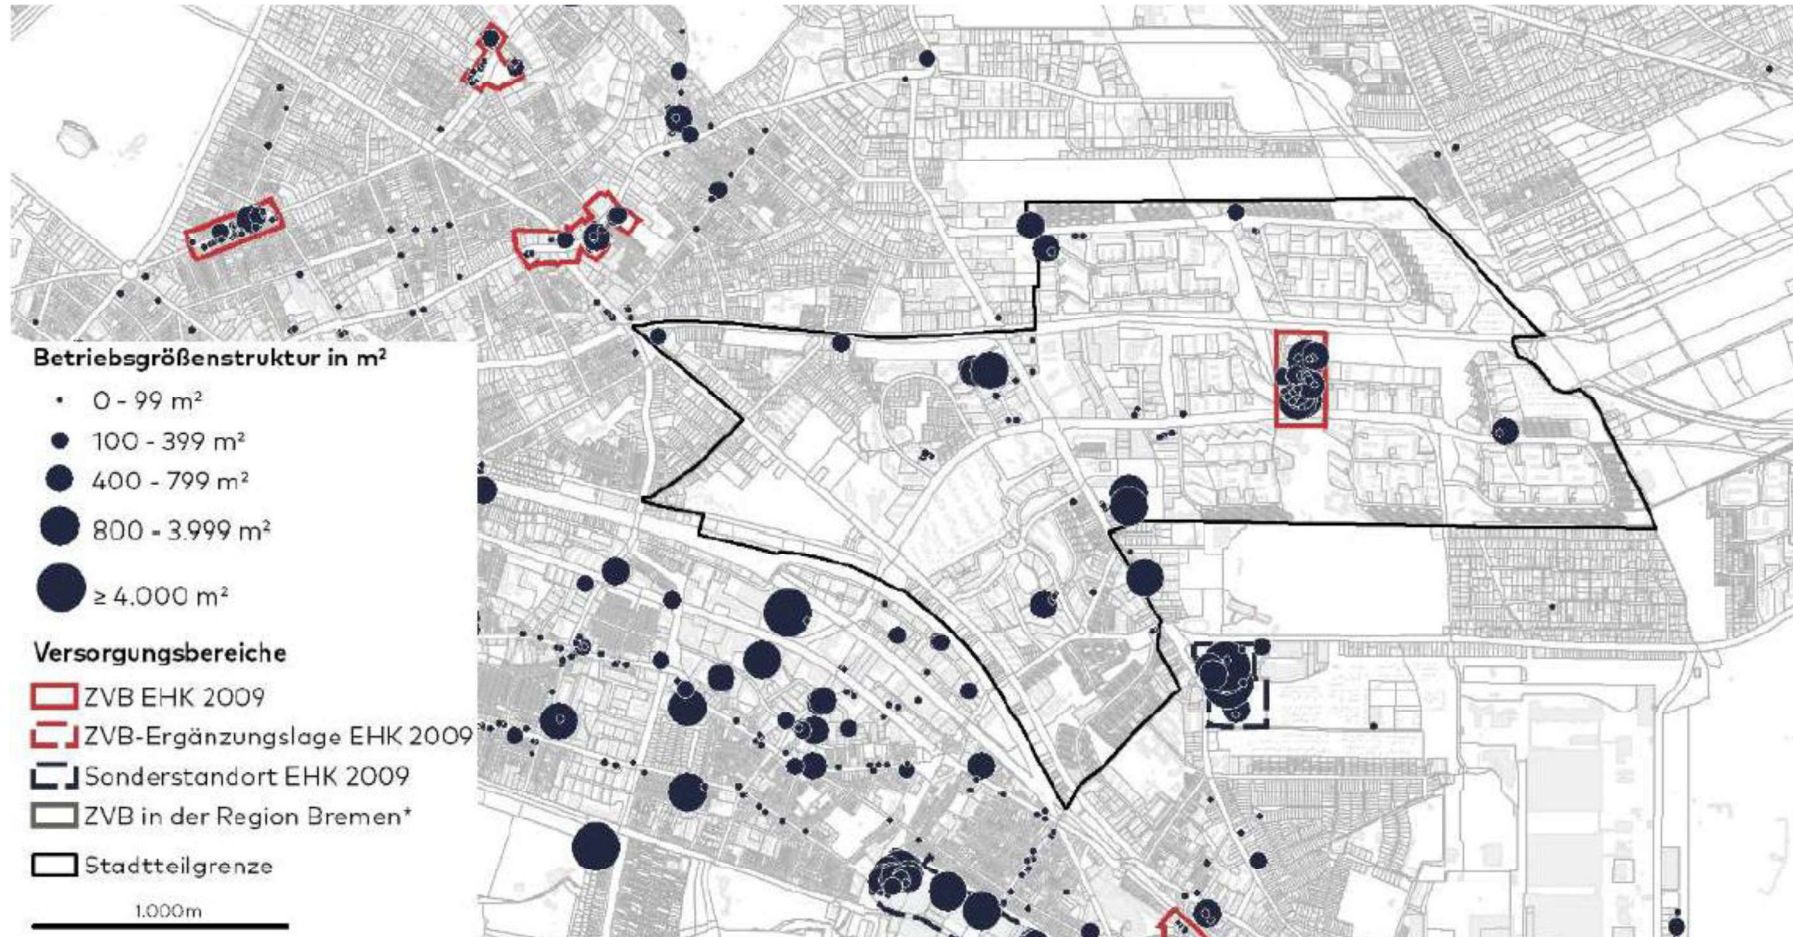 Betriebsgrößenstruktur in m²
0 - 99 m²
100 - 399 m²
400 - 799 m²
800 - 3.999 m²
≥ 4.000 m²
Versorgungsbereiche
ZVB EHK 2009
ZVB-Ergänzungslage EHK 2009
Sonderstandort EHK 2009
ZVB in der Region Bremen*
Stadtteilgrenze
1.000m